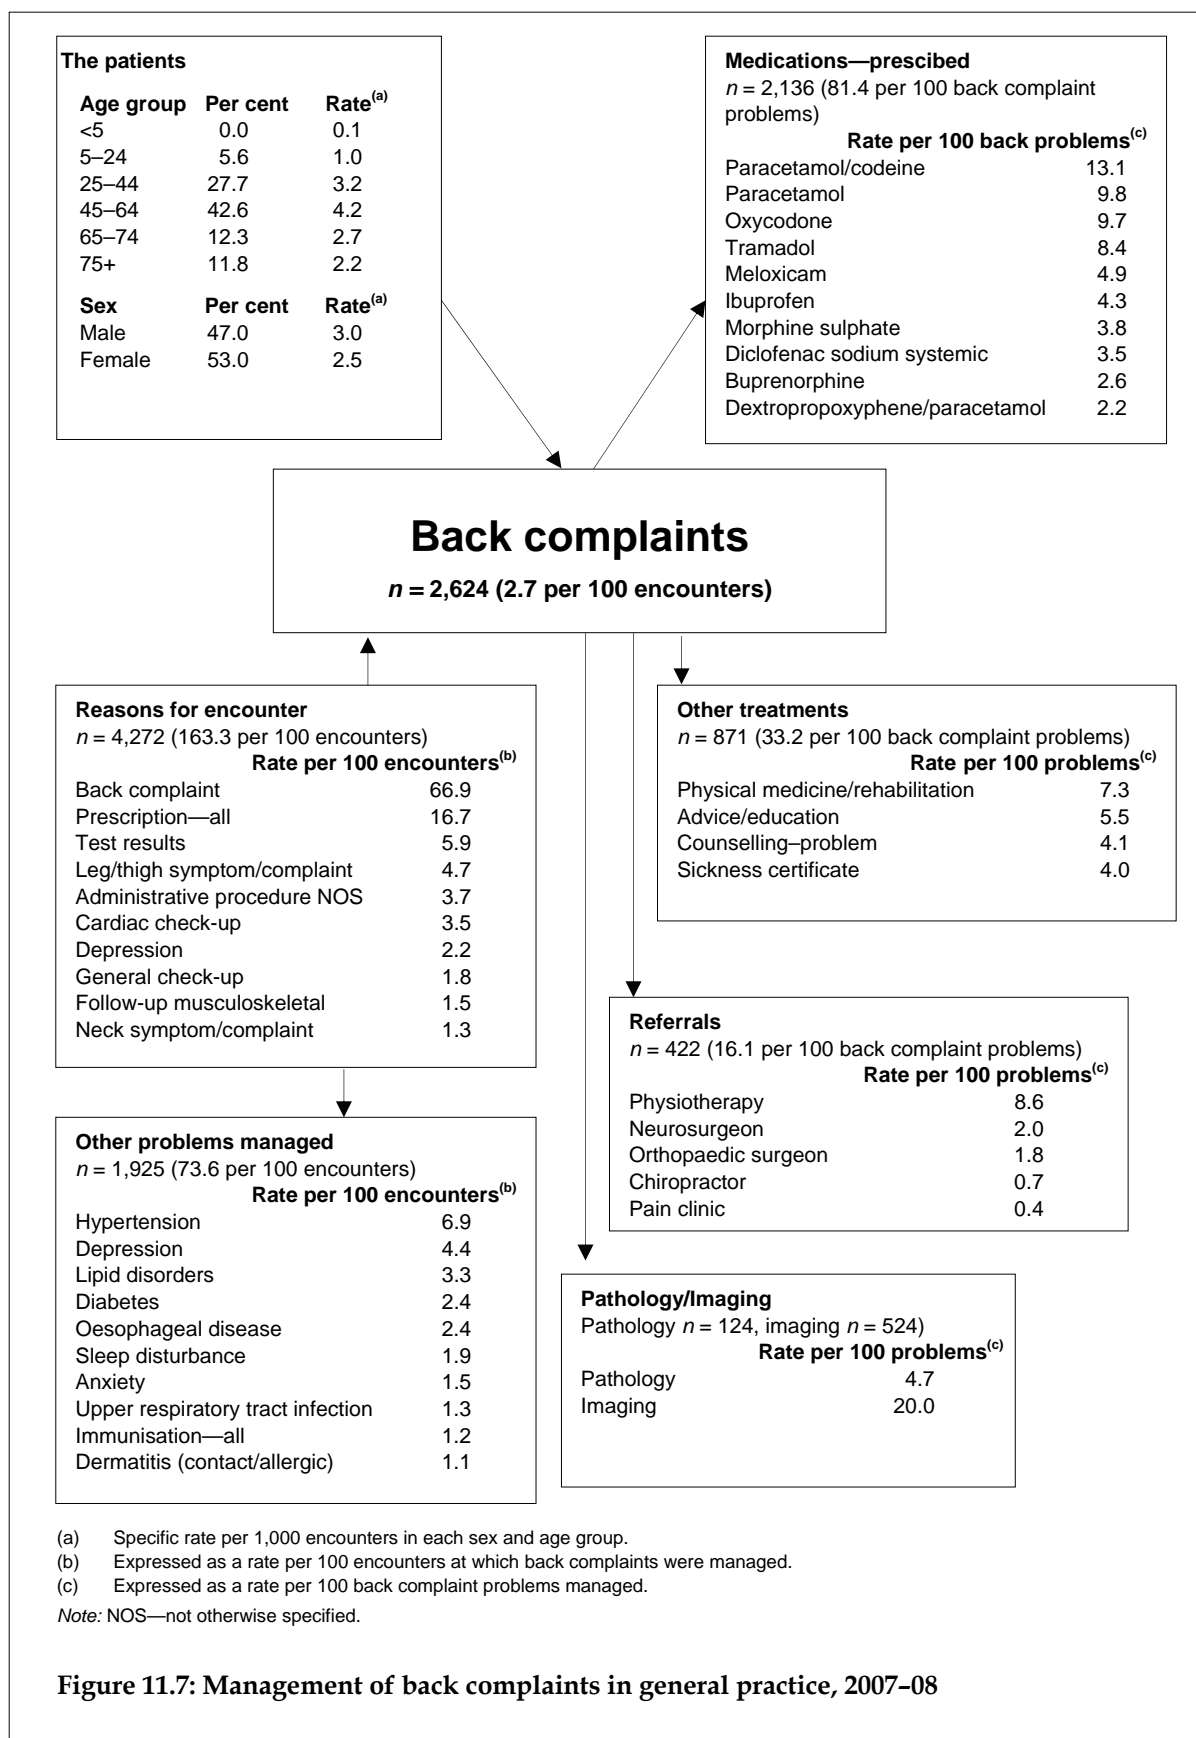 The patients
Age group Per cent Rate(a)
<5 0.0 0.1
5–24 5.6 1.0
25–44 27.7 3.2
45–64 42.6 4.2
65–74 12.3 2.7
75+ 11.8 2.2
Sex Per cent Rate(a)
Male 47.0 3.0
Female 53.0 2.5
Medications—prescibed
n = 2,136 (81.4 per 100 back complaint
problems)
Rate per 100 back problems(c)
Paracetamol/codeine 13.1
Paracetamol 9.8
Oxycodone 9.7
Tramadol 8.4
Meloxicam 4.9
Ibuprofen 4.3
Morphine sulphate 3.8
Diclofenac sodium systemic 3.5
Buprenorphine 2.6
Dextropropoxyphene/paracetamol 2.2
Back complaints
n = 2,624 (2.7 per 100 encounters)
Reasons for encounter
n = 4,272 (163.3 per 100 encounters)
Rate per 100 encounters(b)
Back complaint 66.9
Prescription—all 16.7
Test results 5.9
Leg/thigh symptom/complaint 4.7
Administrative procedure NOS 3.7
Cardiac check-up 3.5
Depression 2.2
General check-up 1.8
Follow-up musculoskeletal 1.5
Neck symptom/complaint 1.3
Other treatments
n = 871 (33.2 per 100 back complaint problems)
Rate per 100 problems(c)
Physical medicine/rehabilitation 7.3
Advice/education 5.5
Counselling–problem 4.1
Sickness certificate 4.0
Referrals
n = 422 (16.1 per 100 back complaint problems)
Rate per 100 problems(c)
Physiotherapy 8.6
Neurosurgeon 2.0
Orthopaedic surgeon 1.8
Chiropractor 0.7
Pain clinic 0.4
Other problems managed
n = 1,925 (73.6 per 100 encounters)
Rate per 100 encounters(b)
Hypertension 6.9
Depression 4.4
Lipid disorders 3.3
Diabetes 2.4
Oesophageal disease 2.4
Sleep disturbance 1.9
Anxiety 1.5
Upper respiratory tract infection 1.3
Immunisation—all 1.2
Dermatitis (contact/allergic) 1.1
Pathology/Imaging
Pathology n = 124, imaging n = 524)
Rate per 100 problems(c)
Pathology 4.7
Imaging 20.0
(a) Specific rate per 1,000 encounters in each sex and age group.
(b) Expressed as a rate per 100 encounters at which back complaints were managed.
(c) Expressed as a rate per 100 back complaint problems managed.
Note: NOS—not otherwise specified.
Figure 11.7: Management of back complaints in general practice, 2007–08